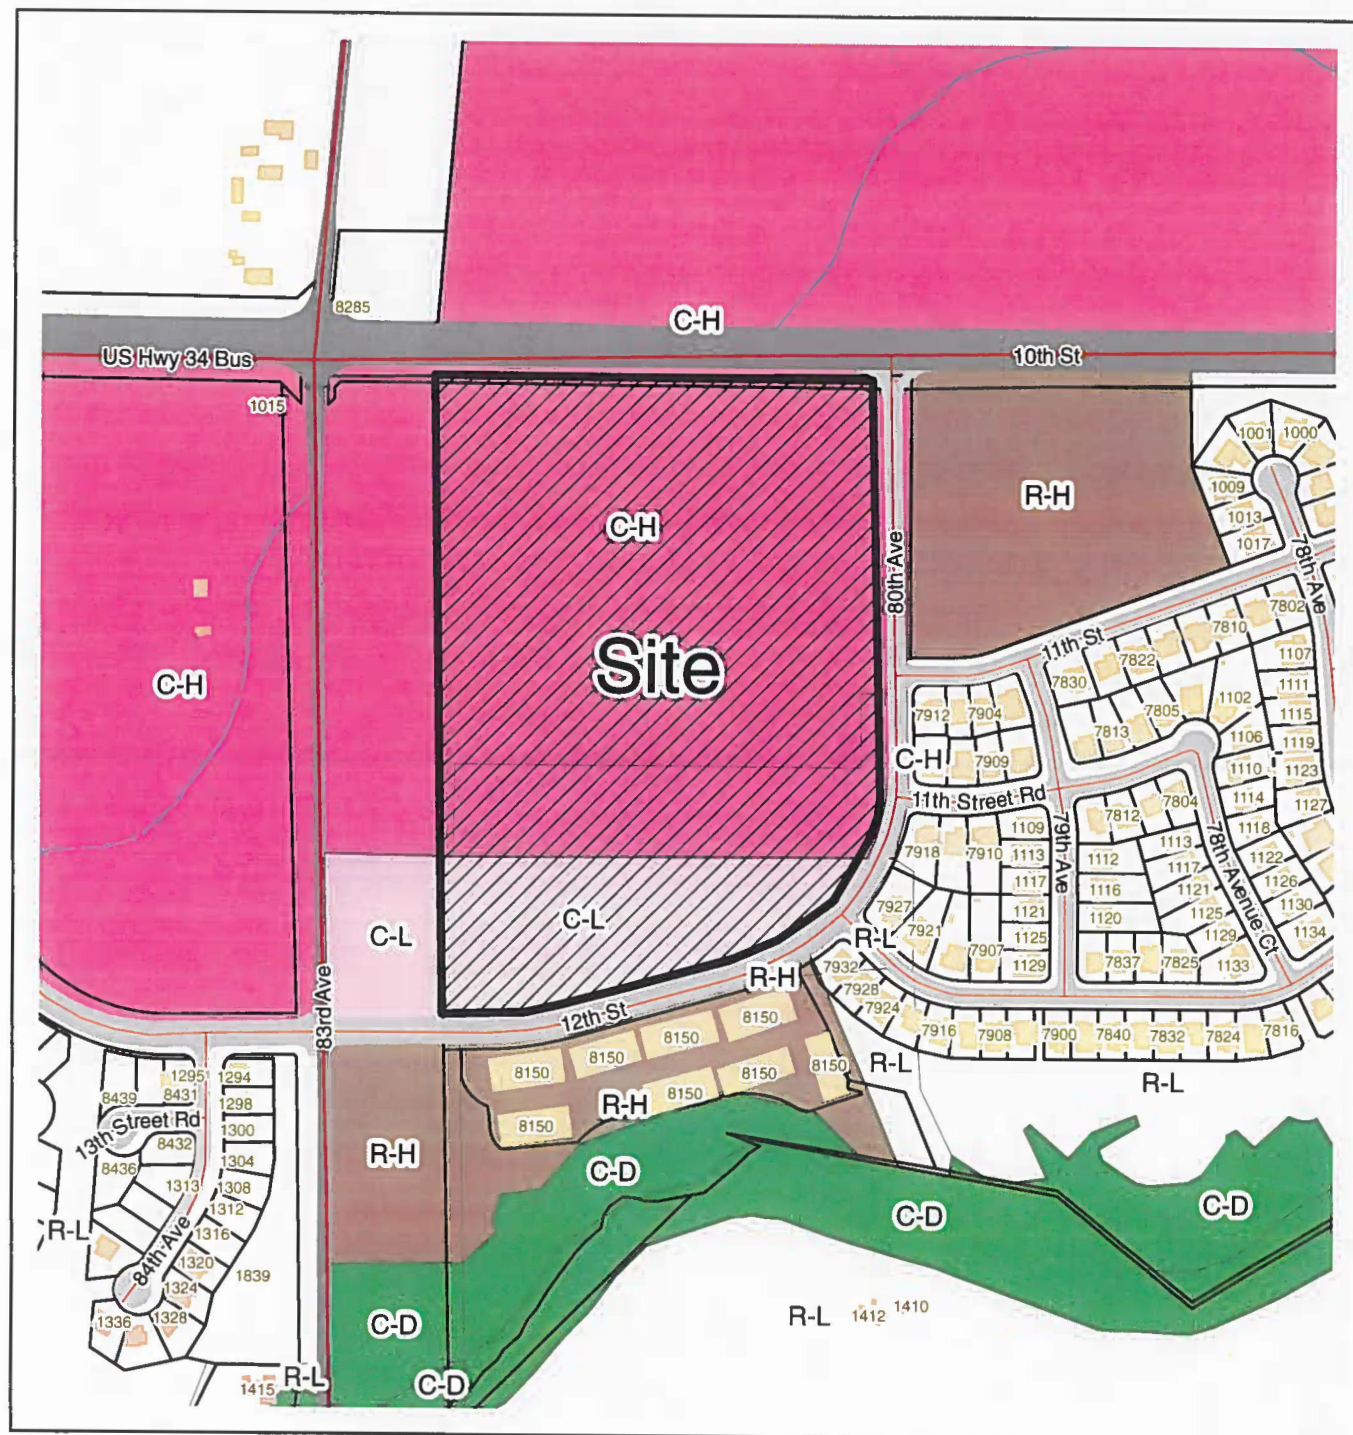 8285
C-H
US Hwy 34 Bus
10th St
1015
1001
1000
1009
R-H
C-H
1013
1017
78th Ave
80th Ave
7802
7810
11th St
7822
7830
1107
Site
C-H
1111
1102
7805
7912
7904
1115
7813
1106
1119
C-H
7909
1110
1123
11th Street Rd
1114
7804
1127
7812
1109
1118
79th Ave
7918
7910
1113
1113
1112
1122
78th Avenue Ct
1117
1117
1116
1126
1121
7927
1121
1130
C-L
C-L
1120
1125
7921
1134
R-L
1125
1129
7907
7837
7825
1133
1129
7932
R-H
83rd Ave
7928
12th St
7924
7916
7908
7900
7840
7832
7824
7816
8150
8150
8150
8150
R-L
8150
8150
8150
R-L
1295
1294
8439
8431
1298
R-H
8150
13th Street Rd
1300
8432
R-H
8436
1304
C-D
1313
1308
1312
C-D
C-D
R-L
1316
84th Ave
1320
1839
1324
1336
1328
C-D
R-L
1412
1410
1415
R-L
C-D